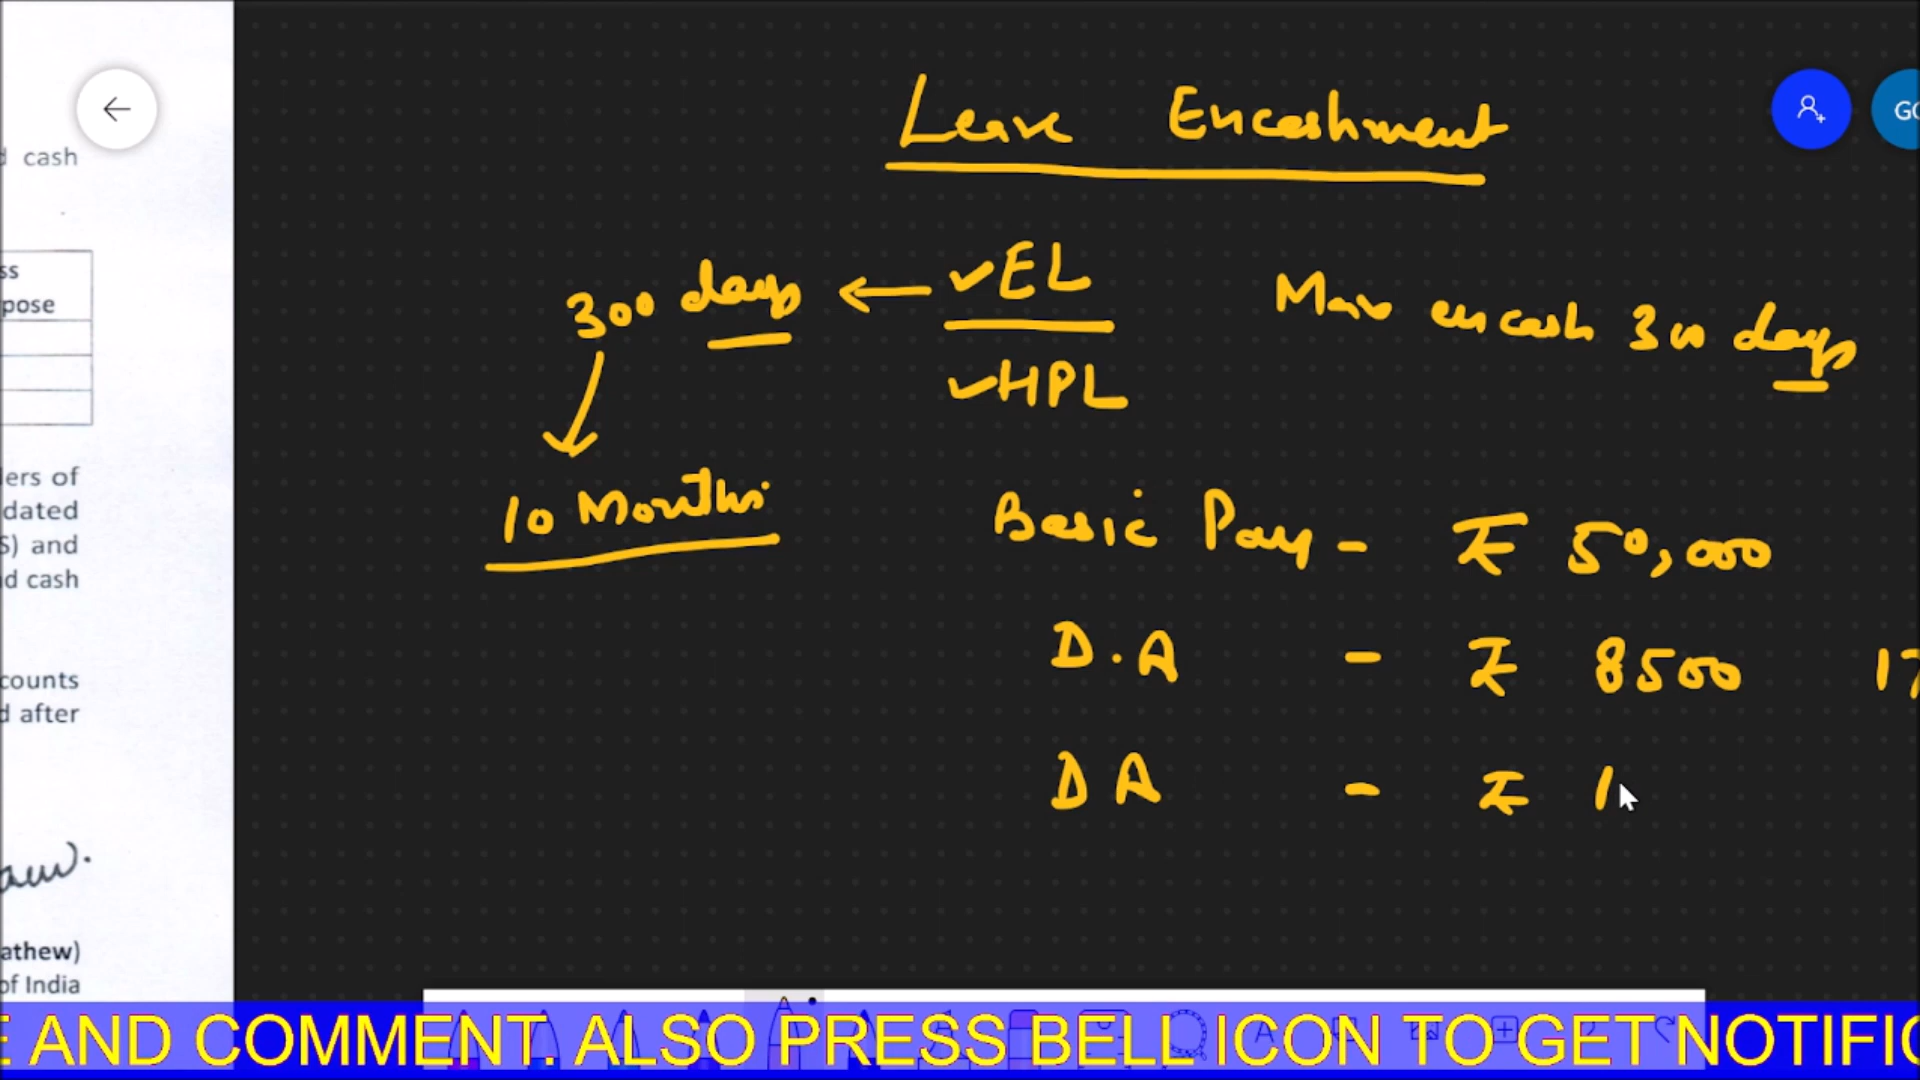 cash
Leave Encashment
GO
ss
pose
300 days ← ✓EL
Max encash 300 days
✓HPL
10 Months
Basic Pay - ₹ 50,000
D.A - ₹ 8500 17
DA - ₹ 1
ers of
dated
S) and
d cash
counts
d after
athew)
of India
E AND COMMENT. ALSO PRESS BELL ICON TO GET NOTIFIC